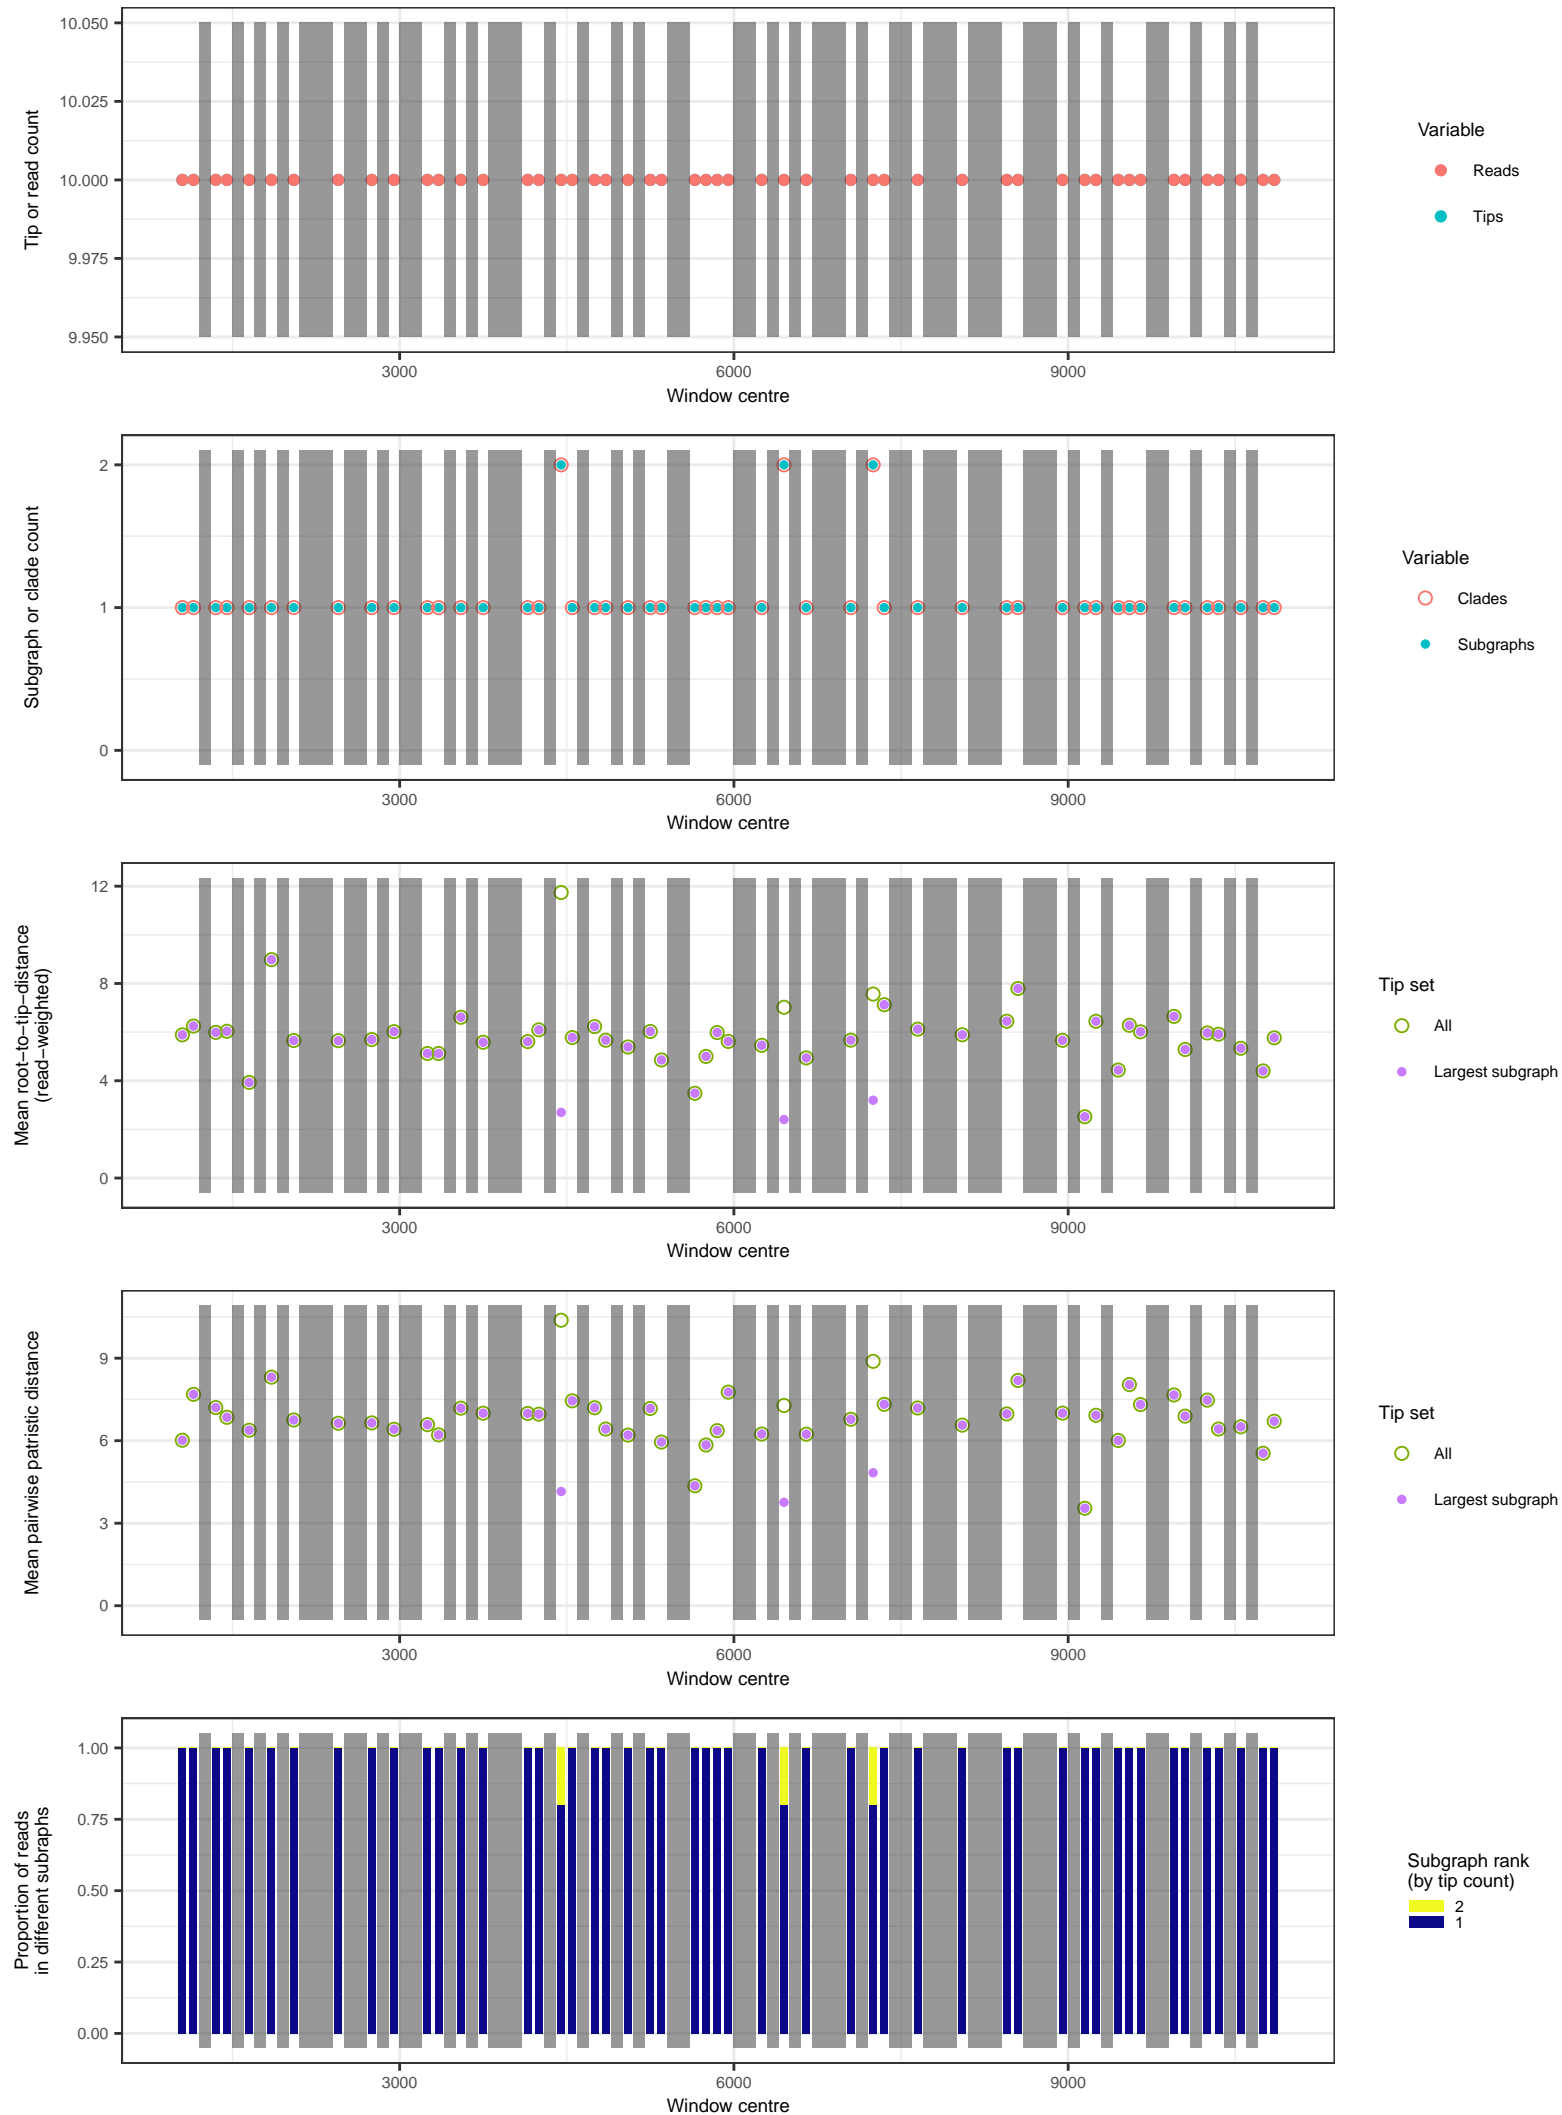 10.050
10.025
10.000
9.975
9.950
Tip or read count
3000
6000
9000
Window centre
Variable
Reads
Tips
2
1
0
Subgraph or clade count
3000
6000
9000
Window centre
Variable
Clades
Subgraphs
12
8
4
0
Mean root−to−tip−distance
(read−weighted)
3000
6000
9000
Window centre
Tip set
All
Largest subgraph
9
6
3
0
Mean pairwise patristic distance
3000
6000
9000
Window centre
Tip set
All
Largest subgraph
1.00
0.75
0.50
0.25
0.00
Proportion of reads
in different subraphs
3000
6000
9000
Window centre
Subgraph rank
(by tip count)
2
1